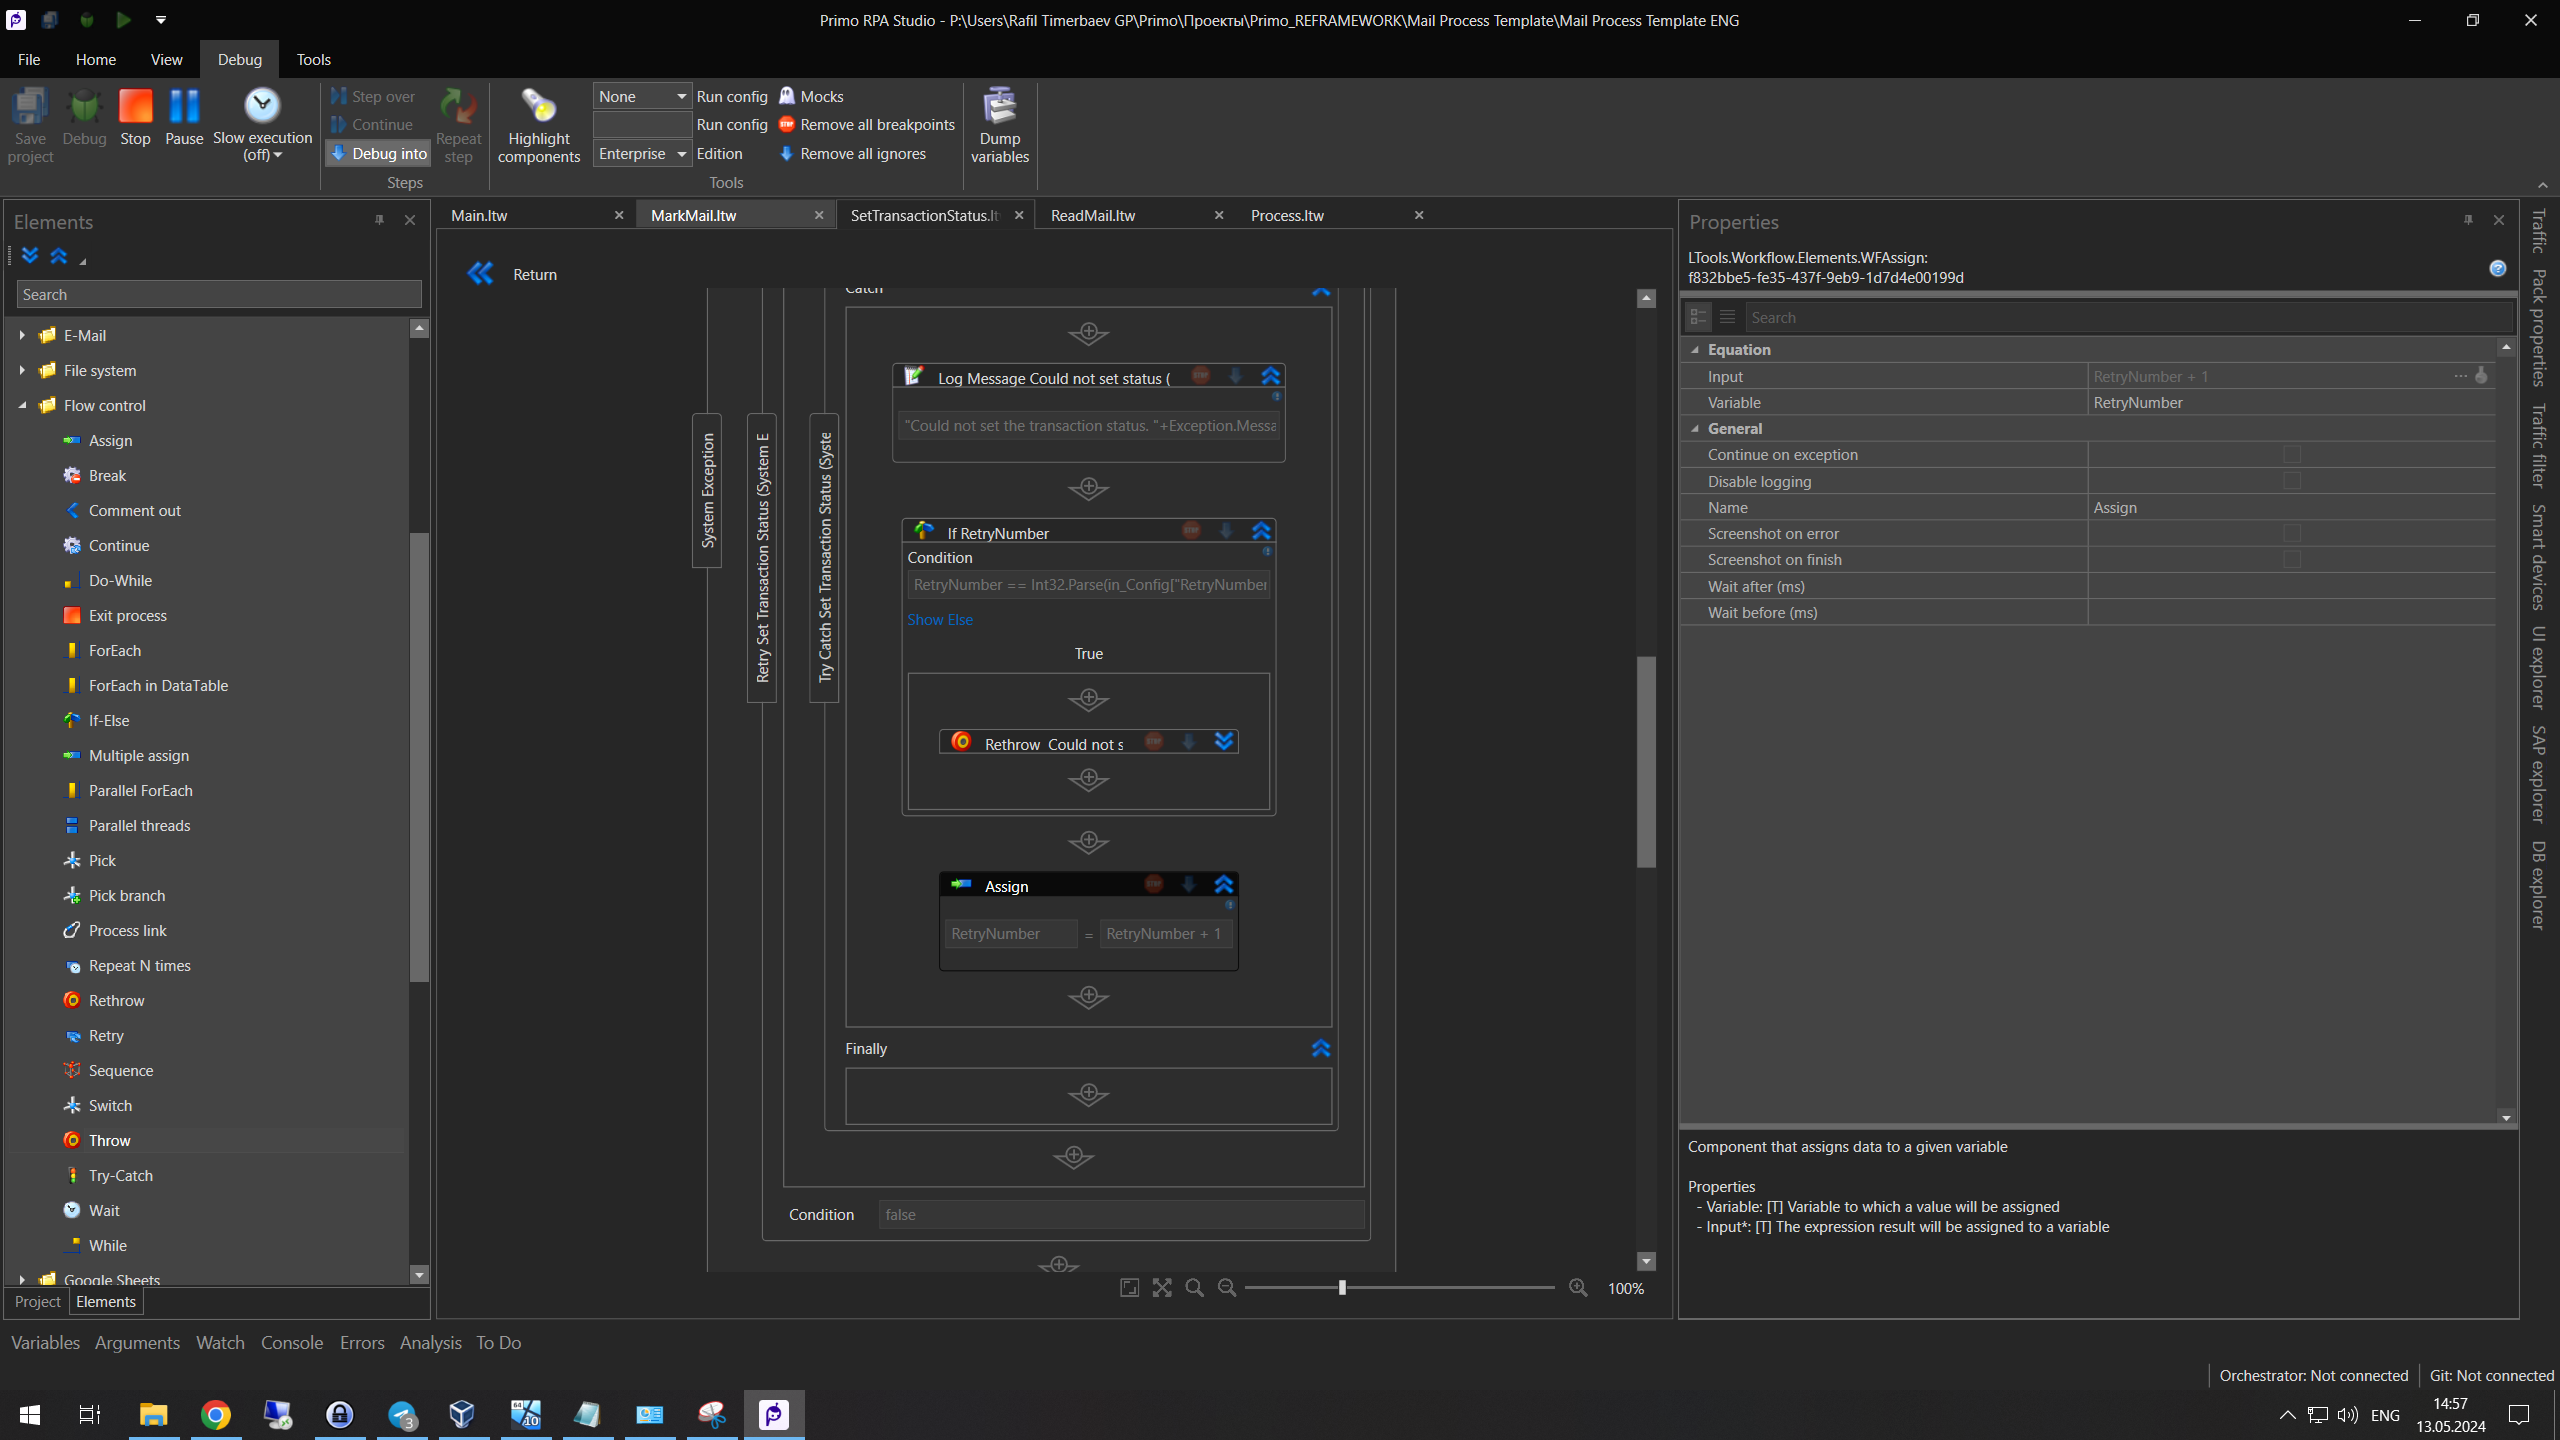 Primo RPA Studio - P:\Users\Rafil Timerbaev GP\Primo\Проекты\Primo_REFRAMEWORK\Mail Process Template\Mail Process Template ENG
File
Home
View
Debug
Tools
Save project
Debug
Stop
Pause
Slow execution (off)
Step over
Continue
Debug into
Repeat step
Steps
Highlight components
None
Run config
Run config
Enterprise
Edition
Mocks
Remove all breakpoints
Remove all ignores
Tools
Dump variables
Elements
Search
E-Mail
File system
Flow control
Assign
Break
Comment out
Continue
Do-While
Exit process
ForEach
ForEach in DataTable
If-Else
Multiple assign
Parallel ForEach
Parallel threads
Pick
Pick branch
Process link
Repeat N times
Rethrow
Retry
Sequence
Switch
Throw
Try-Catch
Wait
While
Google Sheets
Project
Elements
Main.ltw
MarkMail.ltw
SetTransactionStatus.lt
ReadMail.ltw
Process.ltw
Return
Catch
Log Message Could not set status (
"Could not set the transaction status. "+Exception.Messa
System Exception
Retry Set Transaction Status (System E
Try Catch Set Transaction Status (Syste
If RetryNumber
Condition
RetryNumber == Int32.Parse(in_Config["RetryNumber
Show Else
True
Rethrow Could not s
Assign
RetryNumber = RetryNumber + 1
Finally
Condition
false
100%
Properties
LTools.Workflow.Elements.WFAssign:
f832bbe5-fe35-437f-9eb9-1d7d4e00199d
Search
Equation
Input RetryNumber + 1
Variable RetryNumber
General
Continue on exception
Disable logging
Name Assign
Screenshot on error
Screenshot on finish
Wait after (ms)
Wait before (ms)
Component that assigns data to a given variable
Properties
- Variable: [T] Variable to which a value will be assigned
- Input*: [T] The expression result will be assigned to a variable
Traffic
Pack properties
Traffic filter
Smart devices
UI explorer
SAP explorer
DB explorer
Variables
Arguments
Watch
Console
Errors
Analysis
To Do
Orchestrator: Not connected
Git: Not connected
3
64
10
ENG
14:57
13.05.2024